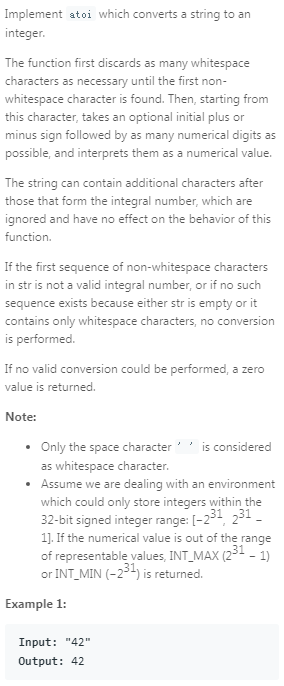 Implement atoi which converts a string to an
integer.
The function first discards as many whitespace
characters as necessary until the first non-
whitespace character is found. Then, starting from
this character, takes an optional initial plus or
minus sign followed by as many numerical digits as
possible, and interprets them as a numerical value.
The string can contain additional characters after
those that form the integral number, which are
ignored and have no effect on the behavior of this
function.
If the first sequence of non-whitespace characters
in str is not a valid integral number, or if no such
sequence exists because either str is empty or it
contains only whitespace characters, no conversion
is performed.
If no valid conversion could be performed, a zero
value is returned.
Note:
• Only the space character ' ' is considered
as whitespace character.
• Assume we are dealing with an environment
which could only store integers within the
32-bit signed integer range: [−2³¹, 2³¹ −
1]. If the numerical value is out of the range
of representable values, INT_MAX (2³¹ − 1)
or INT_MIN (−2³¹) is returned.
Example 1:
Input: "42"
Output: 42